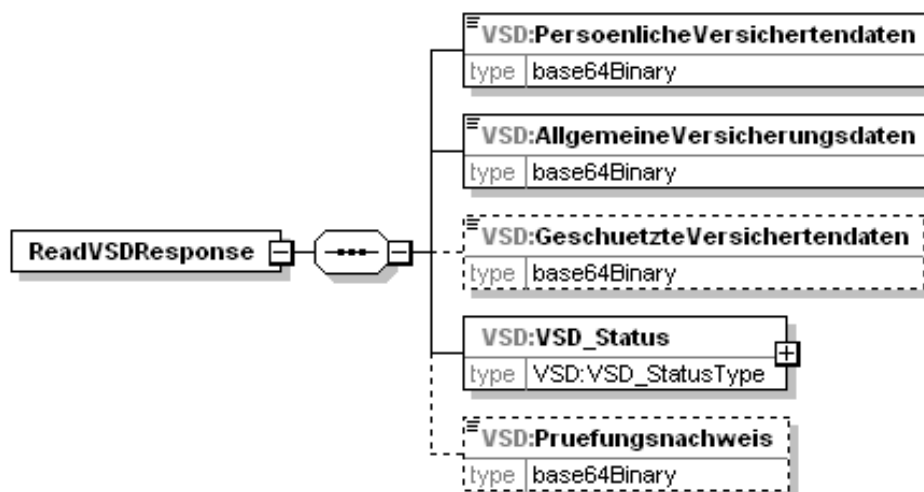 VSD:PersoenlicheVersichertendaten
type base64Binary
VSD:AllgemeineVersicherungsdaten
type base64Binary
ReadVSDResponse
VSD:GeschuetzteVersichertendaten
type base64Binary
VSD:VSD_Status
type VSD:VSD_StatusType
VSD:Pruefungsnachweis
type base64Binary